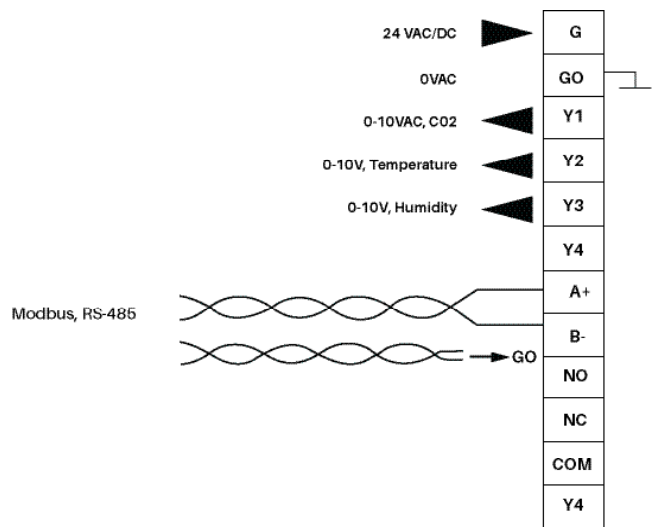 24 VAC/DC
G
0VAC
GO
0-10VAC, C02
Y1
0-10V, Temperature
Y2
0-10V, Humidity
Y3
Y4
A+
Modbus, RS-485
B-
GO
NO
NC
COM
Y4